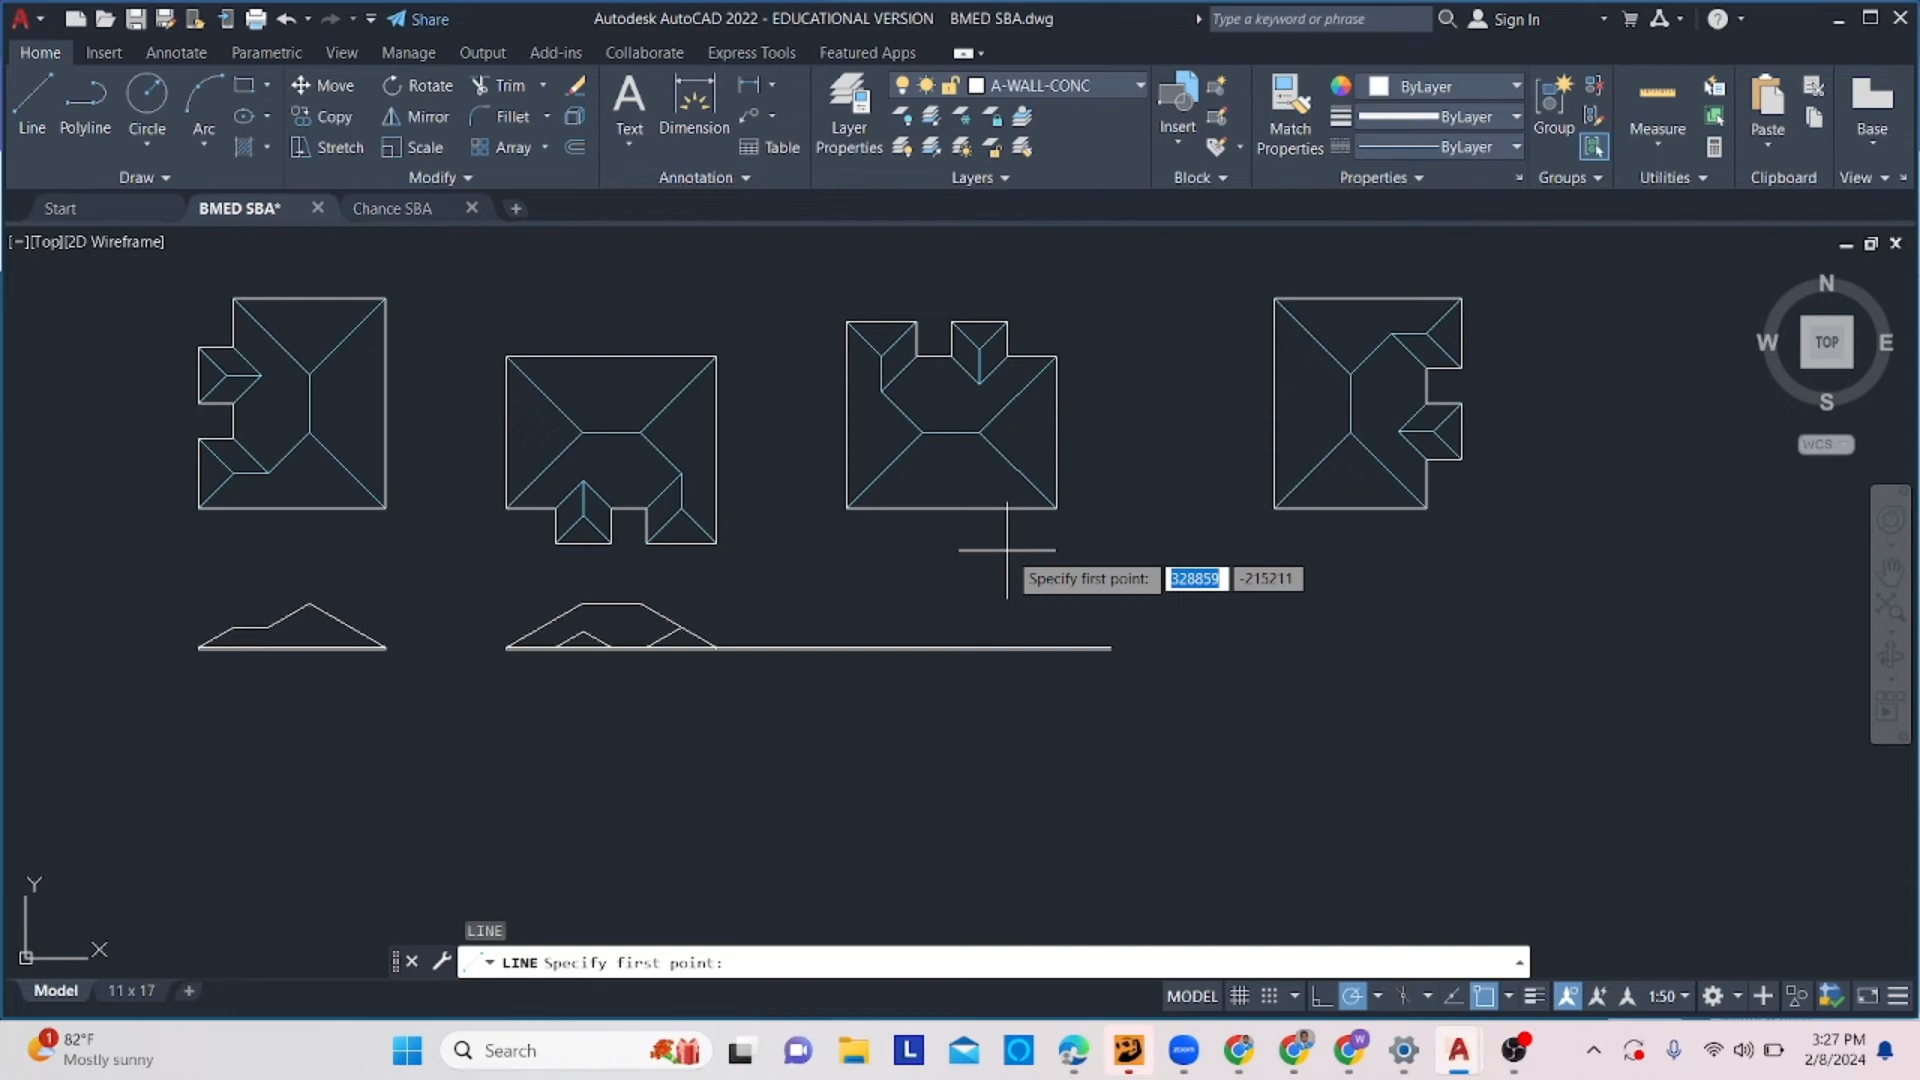 Share
Autodesk AutoCAD 2022 - EDUCATIONAL VERSION BMED SBA.dwg
Type a keyword or phrase
Sign In
Home Insert Annotate Parametric View Manage Output Add-ins Collaborate Express Tools Featured Apps
Line Polyline Circle Arc
Move Rotate Trim
Copy Mirror Fillet
Stretch Scale Array
Text Dimension Table
Layer Properties
A-WALL-CONC
Insert
Match Properties
ByLayer
ByLayer
ByLayer
Group
Measure
Paste
Base
Draw Modify Annotation Layers Block Properties Groups Utilities Clipboard View
Start BMED SBA* Chance SBA
[−][Top][2D Wireframe]
N
W TOP E
S
WCS
Specify first point: 328859 -215211
Y
X
LINE
LINE Specify first point:
Model 11 x 17
MODEL 1:50
1
82°F
Mostly sunny
Search
L
zoom
W
A
3:27 PM
2/8/2024